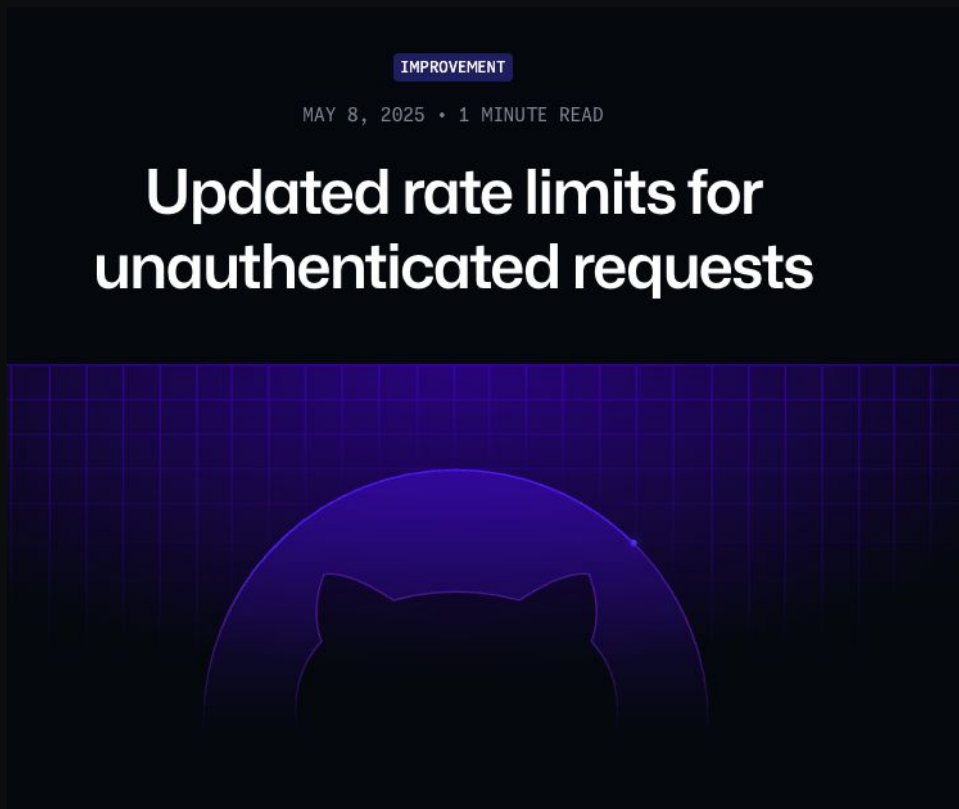 IMPROVEMENT
MAY 8, 2025 • 1 MINUTE READ
Updated rate limits for
unauthenticated requests